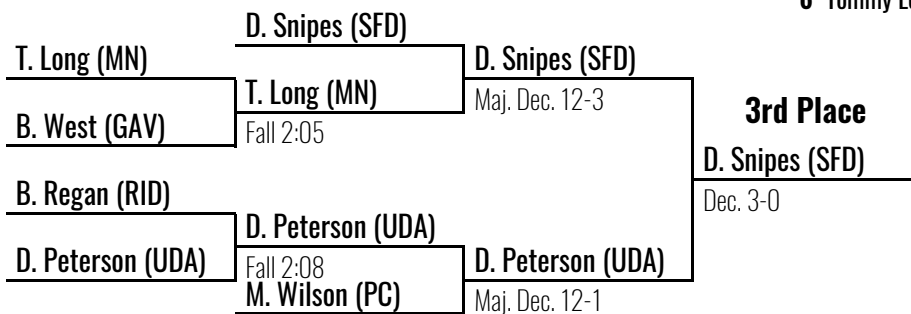 D. Snipes (SFD)
T. Long (MN)
D. Snipes (SFD)
T. Long (MN)
Maj. Dec. 12-3
B. West (GAV)
Fall 2:05
3rd Place
D. Snipes (SFD)
B. Regan (RID)
Dec. 3-0
D. Peterson (UDA)
D. Peterson (UDA)
Fall 2:08
D. Peterson (UDA)
M. Wilson (PC)
Maj. Dec. 12-1